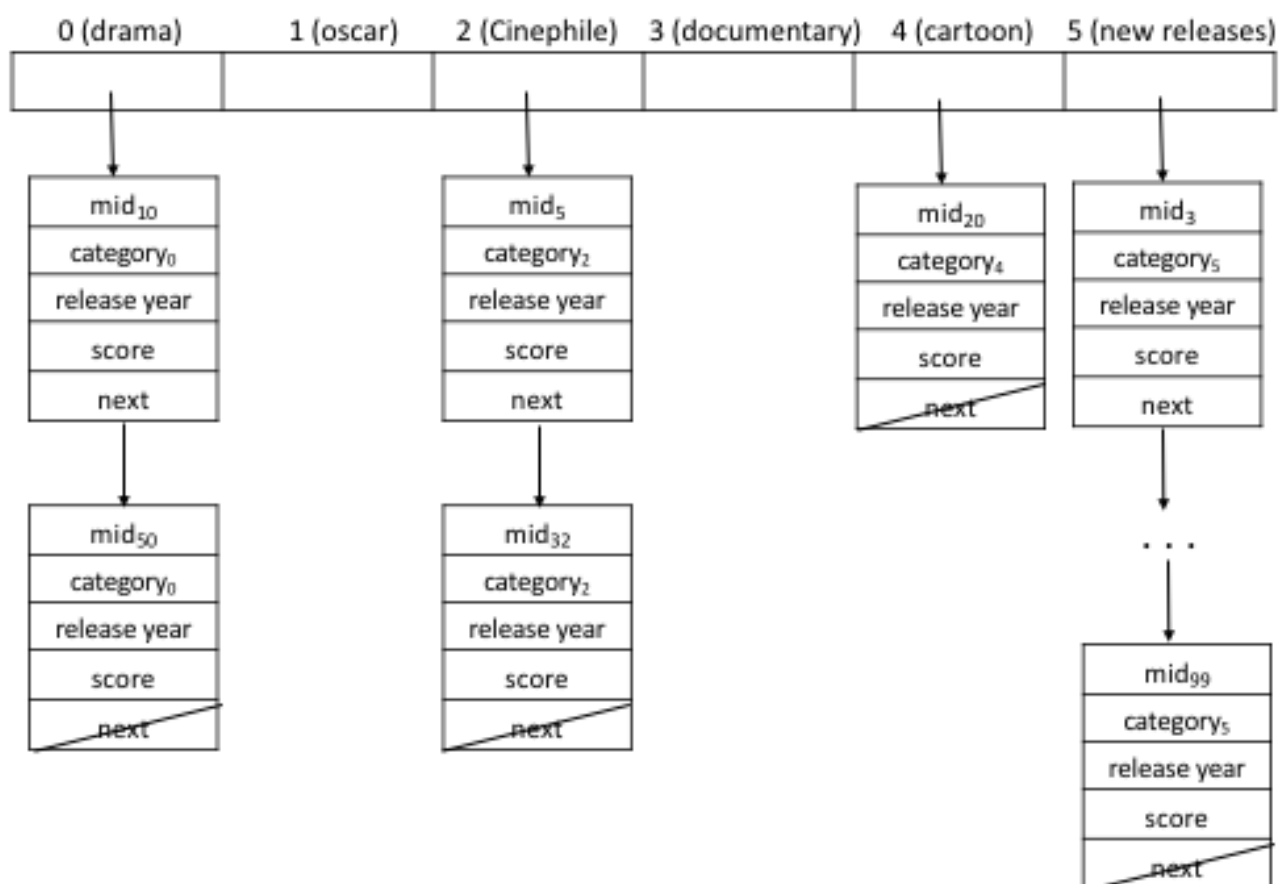 0 (drama) 1 (oscar) 2 (Cinephile) 3 (documentary) 4 (cartoon) 5 (new releases)
mid₁₀
category₀
release year
score
next
mid₅₀
category₀
release year
score
next
mid₅
category₂
release year
score
next
mid₃₂
category₂
release year
score
next
mid₂₀
category₄
release year
score
next
mid₃
category₅
release year
score
next
. . .
mid₉₉
category₅
release year
score
next